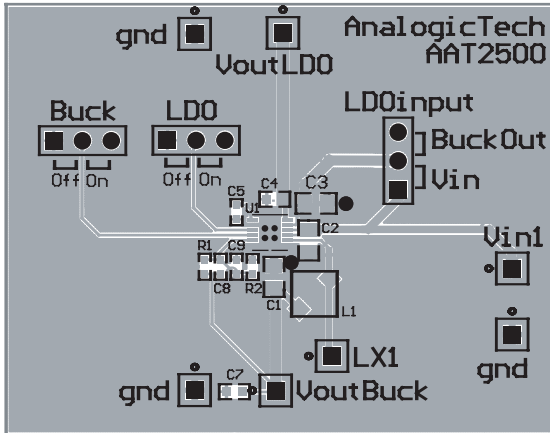 AnalogicTech
AAT2500
gnd
VoutLDO
Buck
LDO
LDOinput
BuckOut
Vin
Off On
Off On
C4
C3
C5
U1
C2
Vin1
R1 C9
C8 R2
C1
L1
LX1
gnd
gnd
C7
VoutBuck